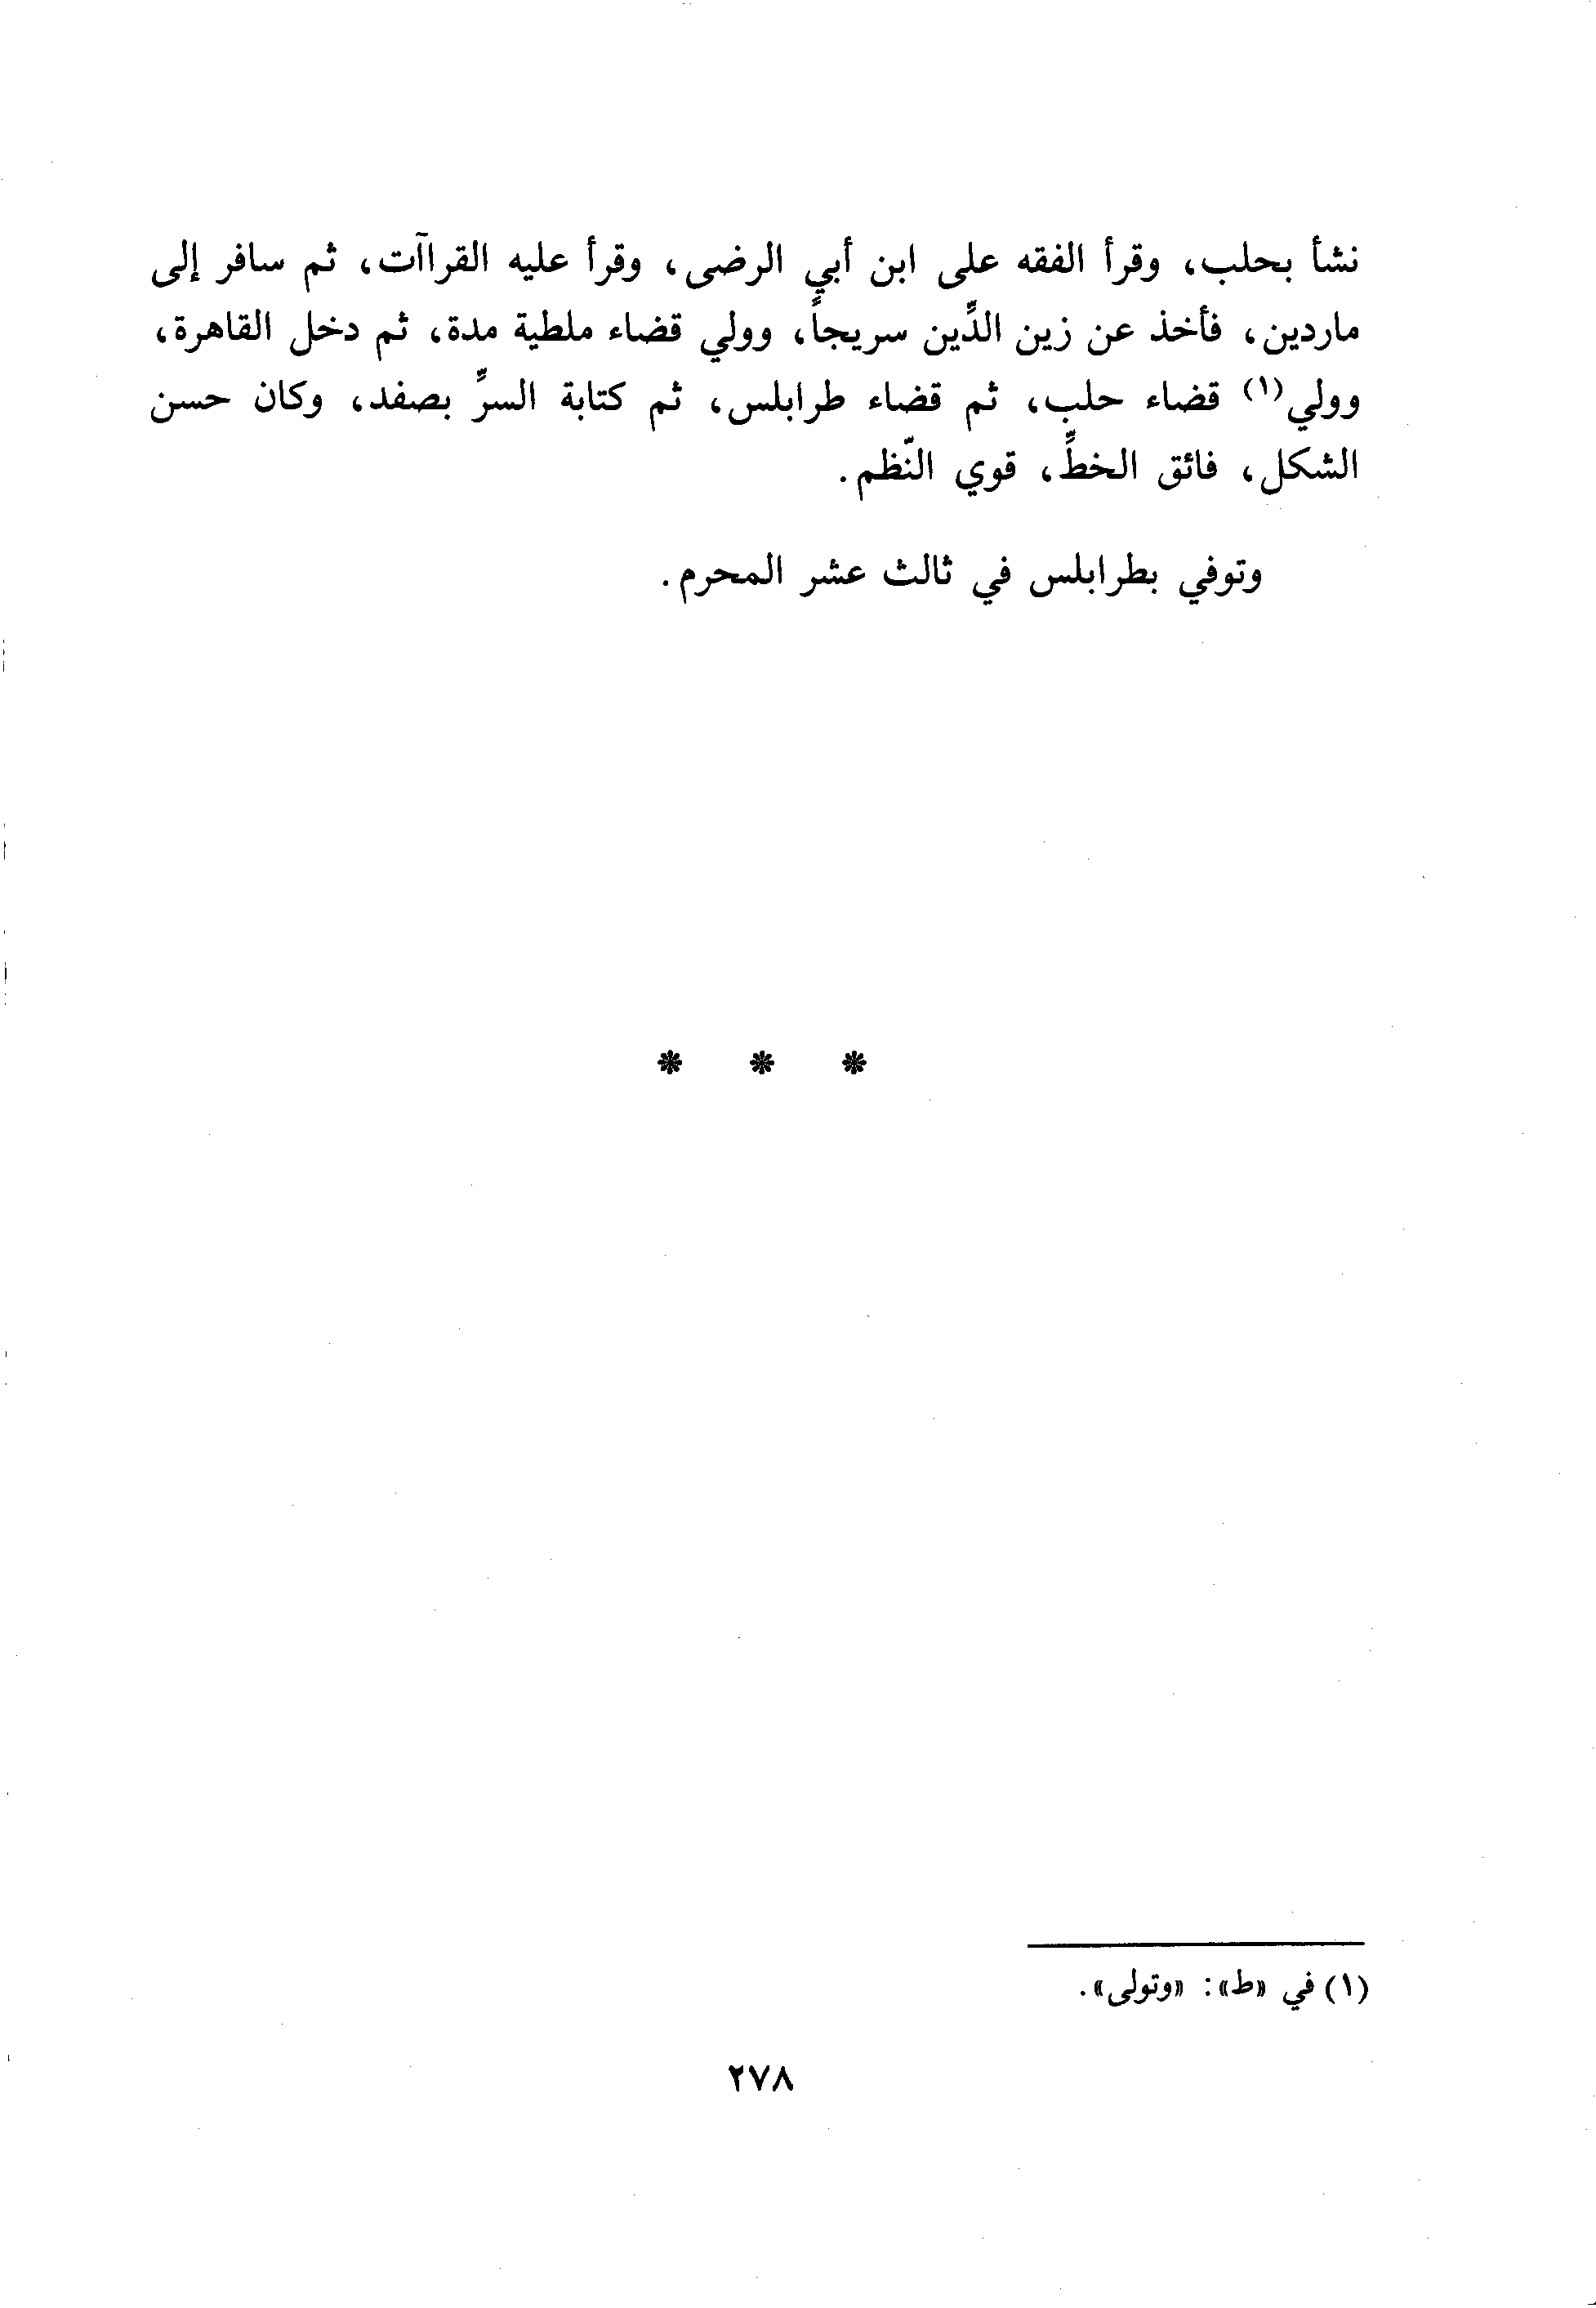 نشأ بحلب، وقرأ الفقه على ابن أبي الرضى، وقرأ عليه القراآت، ثم سافر إلى
ماردين، فأخذ عن زين الدِّين سريجاً، وولي قضاء ملطية مدة، ثم دخل القاهرة،
وولي(١) قضاء حلب، ثم قضاء طرابلس، ثم كتابة السرِّ بصفد، وكان حسن
الشكل، فائق الخطِّ، قوي النّظم.
وتوفي بطرابلس في ثالث عشر المحرم.
* * *
(١) في «ط»: «وتولى».
٢٧٨